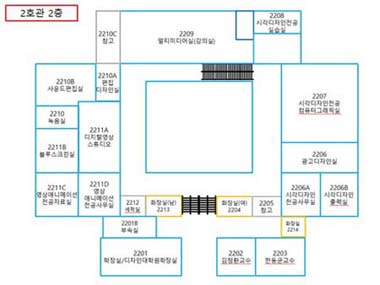 2호관 2층
2210C
창고
2209
멀티미디어실(강의실)
2208
시각디자인전공
실습실
2210B
사운드편집실
2210A
편집
디자인실
2207
시각디자인전공
컴퓨터그래픽실
2210
녹음실
2211A
디지털영상
스튜디오
2211B
블루스크린실
2206
광고디자인실
2211C
영상
애니메이션
전공자료실
2211D
영상
애니메이션
전공사무실
2212
세척실
화장실(남)
2213
화장실(여)
2204
2205
창고
2206A
시각디자인
전공사무실
2206B
시각디자인
출력실
2201B
부속실
화장실
2214
2201
학장실/디자인대학원학장실
2202
김정환교수
2203
한동균교수